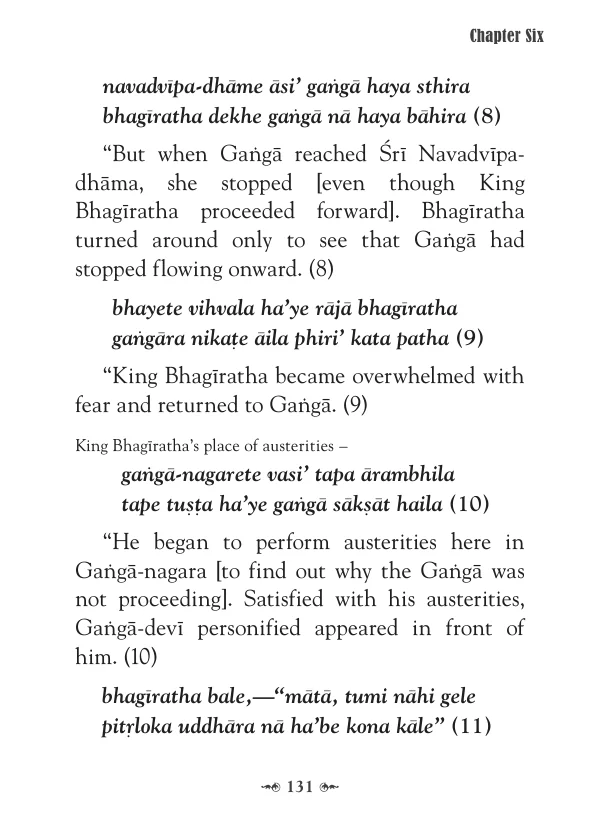 Chapter Six
navadvīpa-dhāme āsi’ gaṅgā haya sthira
bhagīratha dekhe gaṅgā nā haya bāhira (8)
“But when Gaṅgā reached Śrī Navadvīpa-
dhāma, she stopped [even though King
Bhagīratha proceeded forward]. Bhagīratha
turned around only to see that Gaṅgā had
stopped flowing onward. (8)
bhayete vihvala ha’ye rājā bhagīratha
gaṅgāra nikaṭe āila phiri’ kata patha (9)
“King Bhagīratha became overwhelmed with
fear and returned to Gaṅgā. (9)
King Bhagīratha’s place of austerities –
gaṅgā-nagarete vasi’ tapa ārambhila
tape tuṣṭa ha’ye gaṅgā sākṣāt haila (10)
“He began to perform austerities here in
Gaṅgā-nagara [to find out why the Gaṅgā was
not proceeding]. Satisfied with his austerities,
Gaṅgā-devī personified appeared in front of
him. (10)
bhagīratha bale,—“mātā, tumi nāhi gele
pitṛloka uddhāra nā ha’be kona kāle” (11)
131